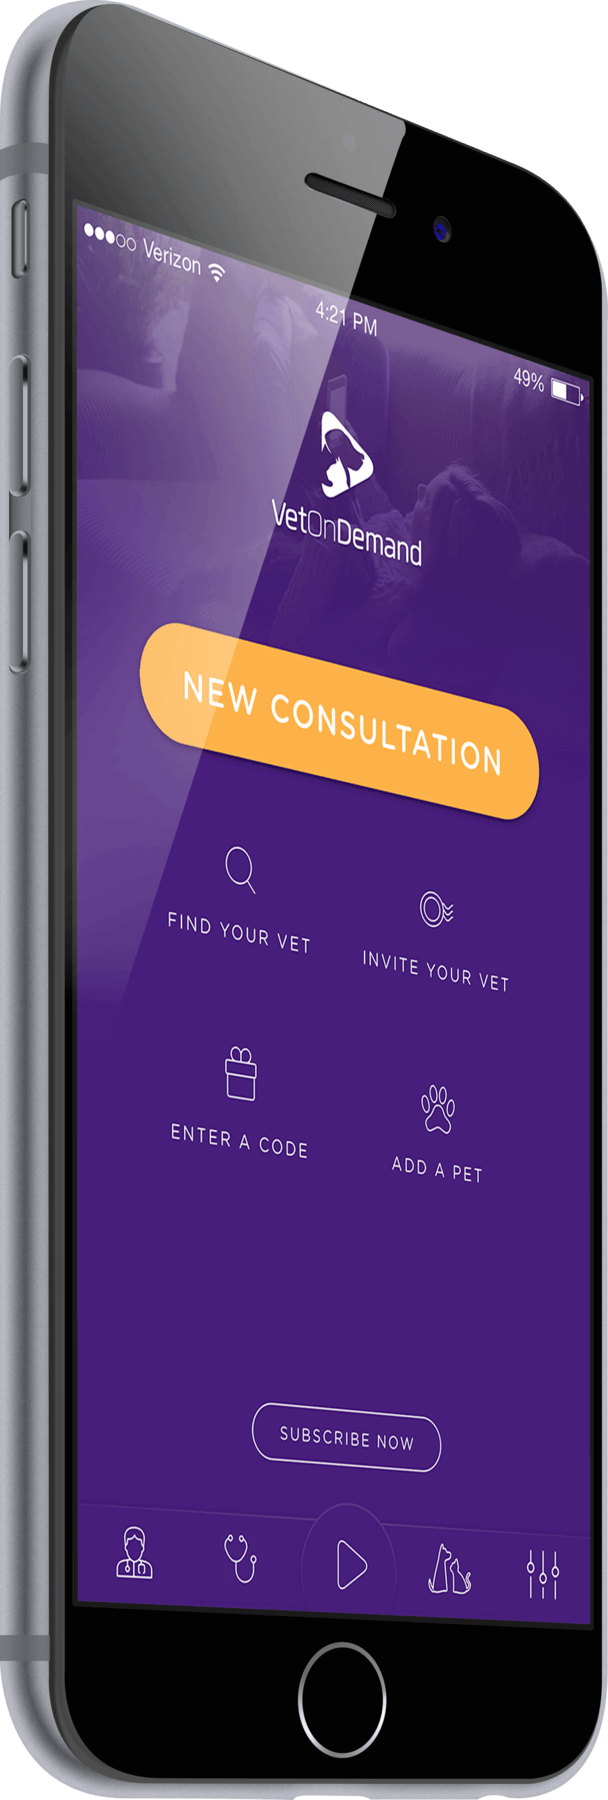 Verizon
4:21 PM
49%
VetOnDemand
NEW CONSULTATION
FIND YOUR VET
INVITE YOUR VET
ENTER A CODE
ADD A PET
SUBSCRIBE NOW